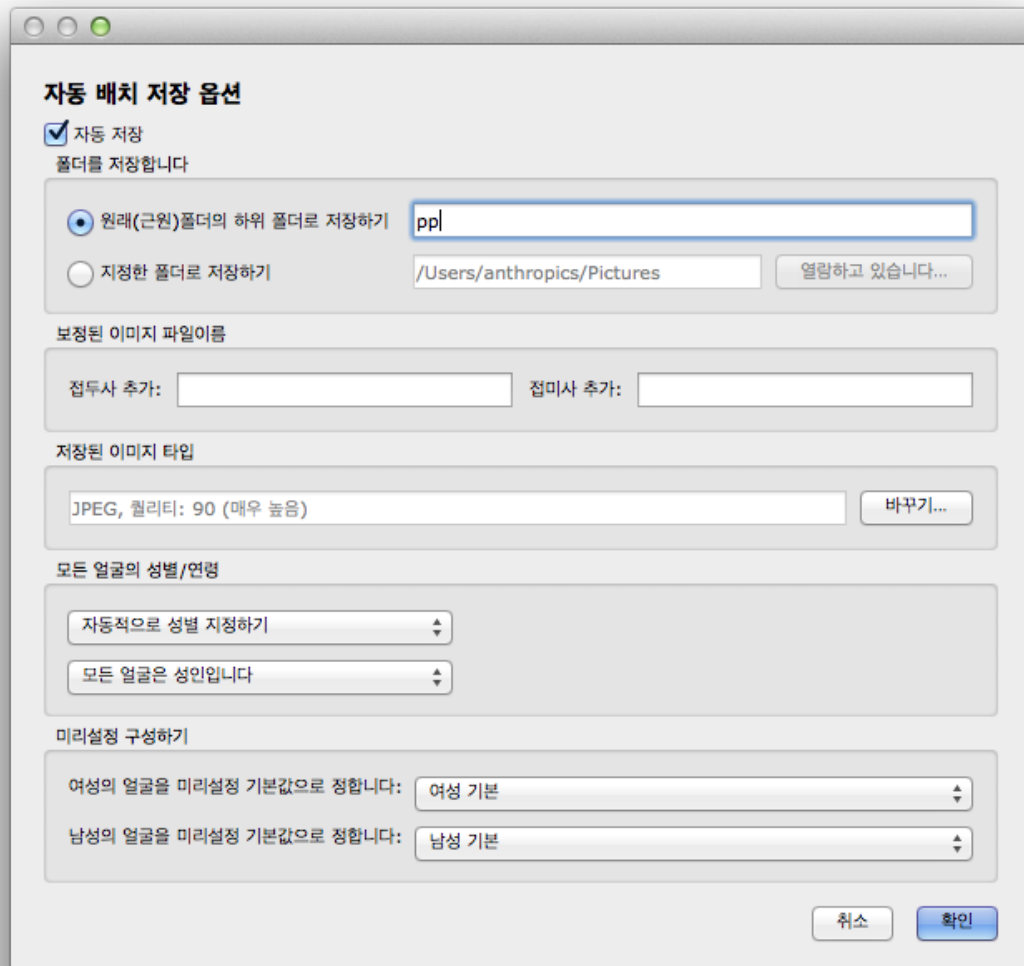 자동 배치 저장 옵션
자동 저장
폴더를 저장합니다
원래(근원)폴더의 하위 폴더로 저장하기 pp
지정한 폴더로 저장하기 /Users/anthropics/Pictures 열람하고 있습니다...
보정된 이미지 파일이름
접두사 추가: 접미사 추가:
저장된 이미지 타입
JPEG, 퀄리티: 90 (매우 높음) 바꾸기...
모든 얼굴의 성별/연령
자동적으로 성별 지정하기
모든 얼굴은 성인입니다
미리설정 구성하기
여성의 얼굴을 미리설정 기본값으로 정합니다: 여성 기본
남성의 얼굴을 미리설정 기본값으로 정합니다: 남성 기본
취소 확인